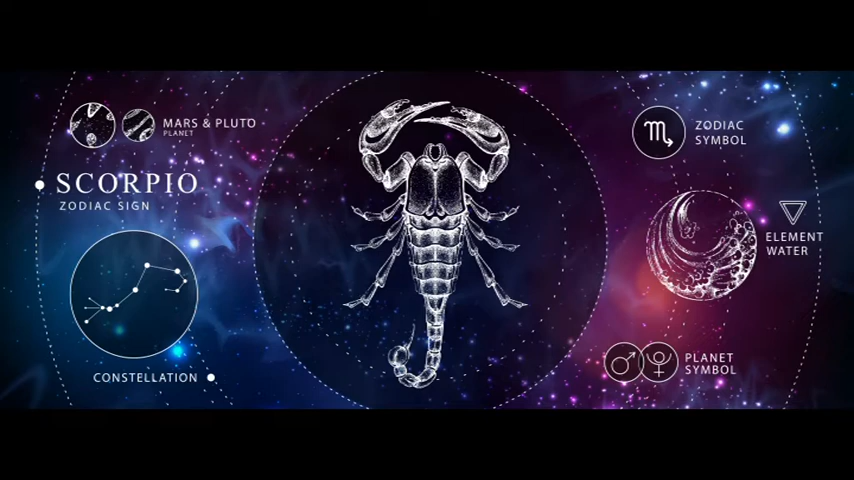 MARS & PLUTO
PLANET
SCORPIO
ZODIAC SIGN
CONSTELLATION
ZODIAC
SYMBOL
ELEMENT
WATER
PLANET
SYMBOL